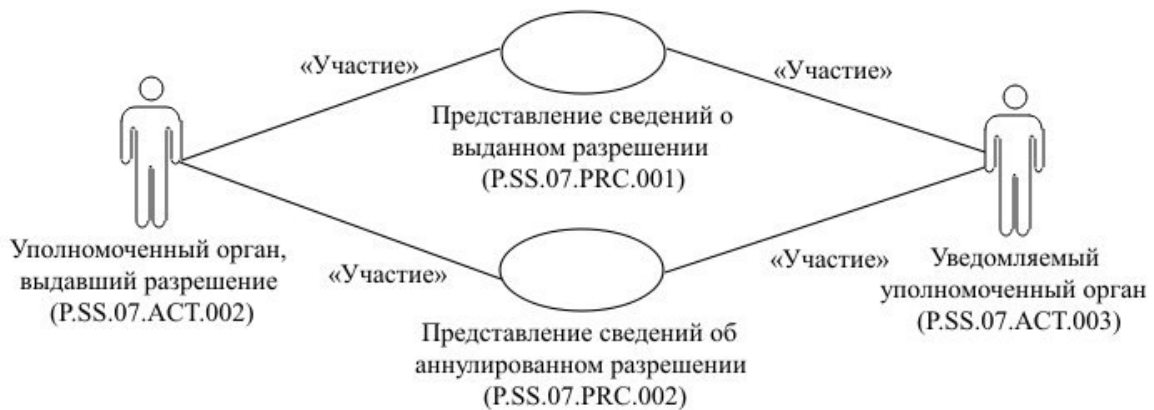 «Участие»
«Участие»
Представление сведений о
выданном разрешении
(P.SS.07.PRC.001)
Уполномоченный орган,
выдавший разрешение
(P.SS.07.ACT.002)
«Участие»
«Участие»
Уведомляемый
уполномоченный орган
(P.SS.07.ACT.003)
Представление сведений об
аннулированном разрешении
(P.SS.07.PRC.002)